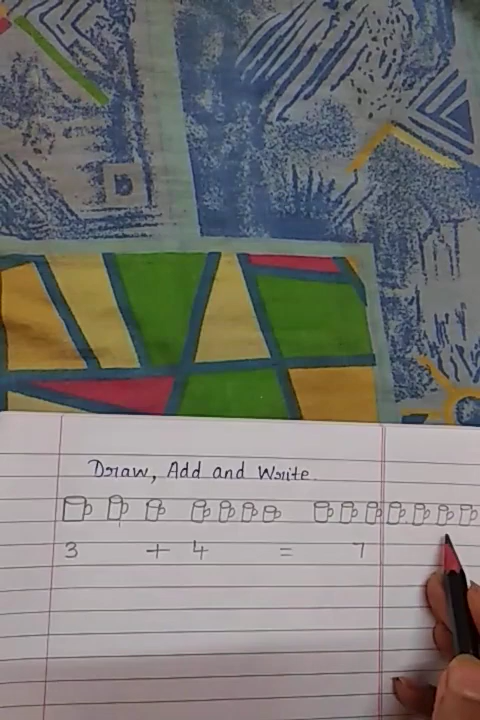 Draw, Add and Write.
3 + 4 = 7